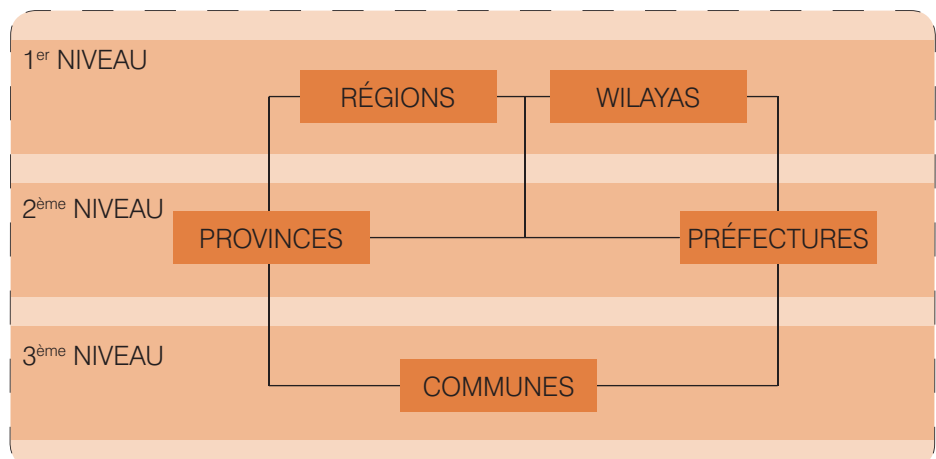 1er NIVEAU
RÉGIONS
WILAYAS
2ème NIVEAU
PROVINCES
PRÉFECTURES
3ème NIVEAU
COMMUNES